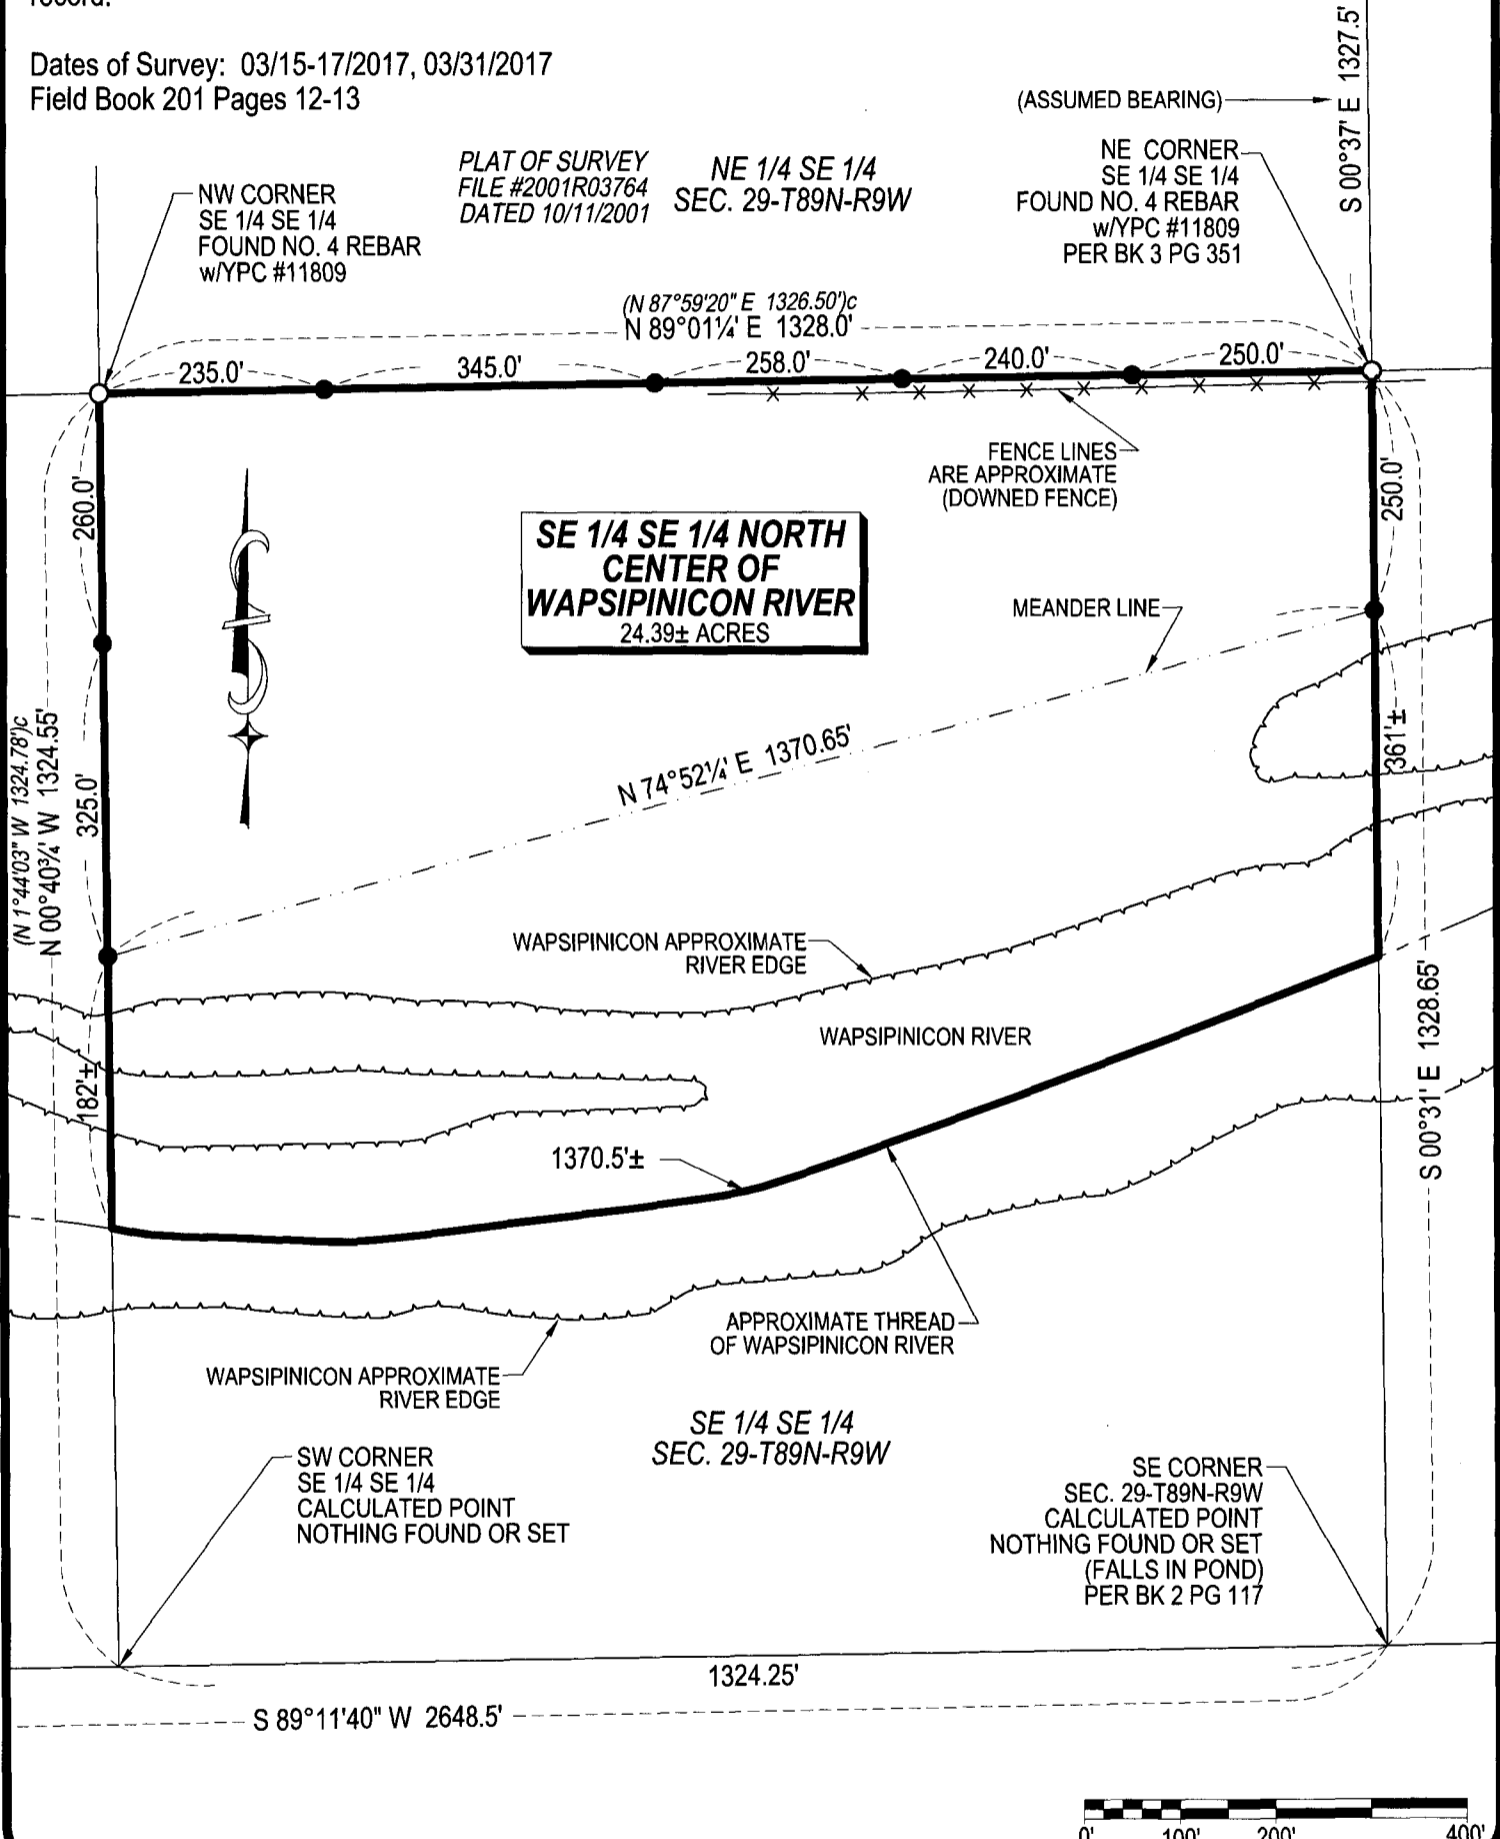 record.
Dates of Survey: 03/15-17/2017, 03/31/2017
Field Book 201 Pages 12-13
(ASSUMED BEARING)
S 00°37' E 1327.5'
PLAT OF SURVEY
FILE #2001R03764
DATED 10/11/2001
NE 1/4 SE 1/4
SEC. 29-T89N-R9W
NE CORNER
SE 1/4 SE 1/4
FOUND NO. 4 REBAR
w/YPC #11809
PER BK 3 PG 351
NW CORNER
SE 1/4 SE 1/4
FOUND NO. 4 REBAR
w/YPC #11809
(N 87°59'20" E 1326.50')c
N 89°01¼' E 1328.0'
235.0'
345.0'
258.0'
240.0'
250.0'
FENCE LINES
ARE APPROXIMATE
(DOWNED FENCE)
260.0'
250.0'
SE 1/4 SE 1/4 NORTH
CENTER OF
WAPSIPINICON RIVER
24.39± ACRES
MEANDER LINE
N 74°52¼' E 1370.65'
(N 1°44'03" W 1324.78')c
N 00°40¾' W 1324.55'
325.0'
361'±
WAPSIPINICON APPROXIMATE
RIVER EDGE
WAPSIPINICON RIVER
182'±
S 00°31' E 1328.65'
1370.5'±
APPROXIMATE THREAD
OF WAPSIPINICON RIVER
WAPSIPINICON APPROXIMATE
RIVER EDGE
SE 1/4 SE 1/4
SEC. 29-T89N-R9W
SW CORNER
SE 1/4 SE 1/4
CALCULATED POINT
NOTHING FOUND OR SET
SE CORNER
SEC. 29-T89N-R9W
CALCULATED POINT
NOTHING FOUND OR SET
(FALLS IN POND)
PER BK 2 PG 117
1324.25'
S 89°11'40" W 2648.5'
0' 100' 200' 400'